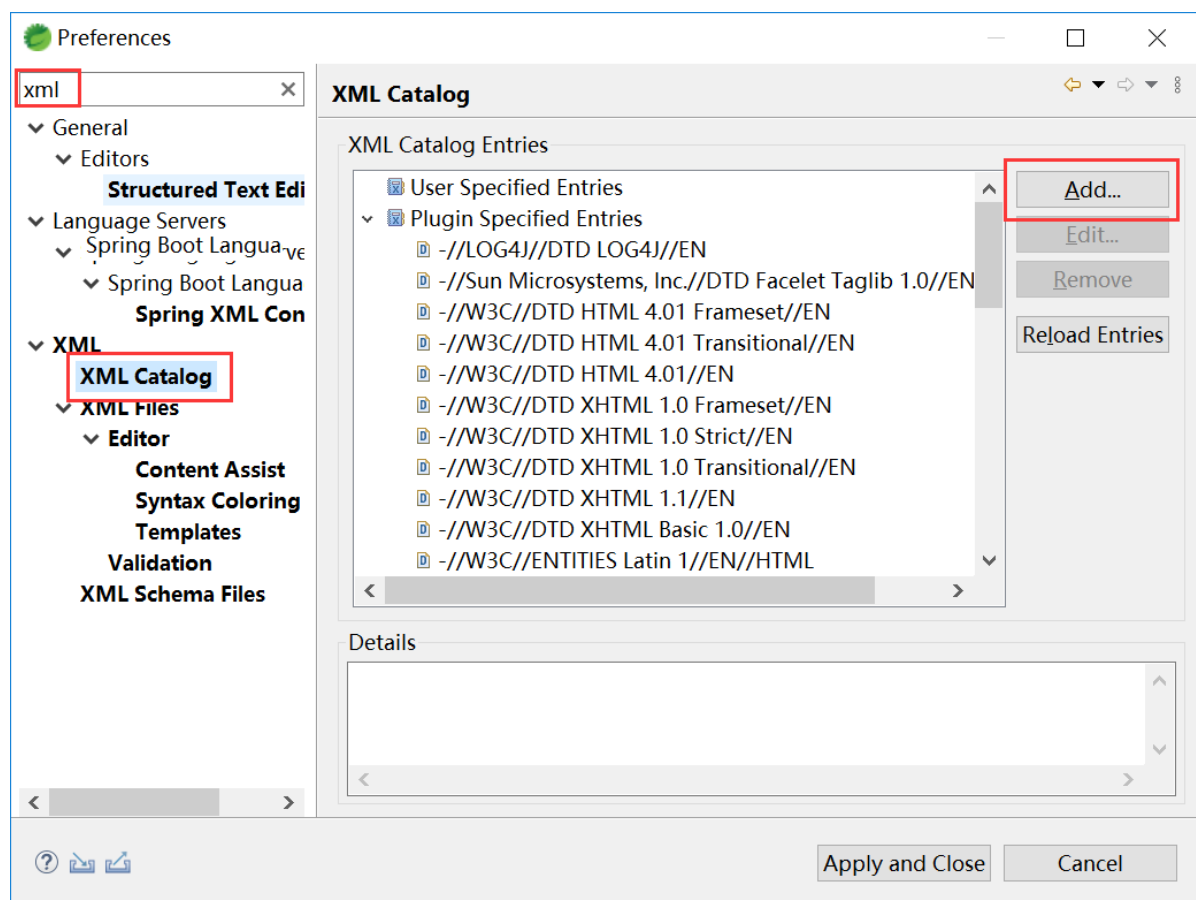 Preferences
xml
General
Editors
Structured Text Edi
Language Servers
Spring Boot Langua
Spring Boot Langua
Spring XML Con
XML
XML Catalog
XML Files
Editor
Content Assist
Syntax Coloring
Templates
Validation
XML Schema Files
XML Catalog
XML Catalog Entries
User Specified Entries
Plugin Specified Entries
-//LOG4J//DTD LOG4J//EN
-//Sun Microsystems, Inc.//DTD Facelet Taglib 1.0//EN
-//W3C//DTD HTML 4.01 Frameset//EN
-//W3C//DTD HTML 4.01 Transitional//EN
-//W3C//DTD HTML 4.01//EN
-//W3C//DTD XHTML 1.0 Frameset//EN
-//W3C//DTD XHTML 1.0 Strict//EN
-//W3C//DTD XHTML 1.0 Transitional//EN
-//W3C//DTD XHTML 1.1//EN
-//W3C//DTD XHTML Basic 1.0//EN
-//W3C//ENTITIES Latin 1//EN//HTML
Add...
Edit...
Remove
Reload Entries
Details
Apply and Close
Cancel